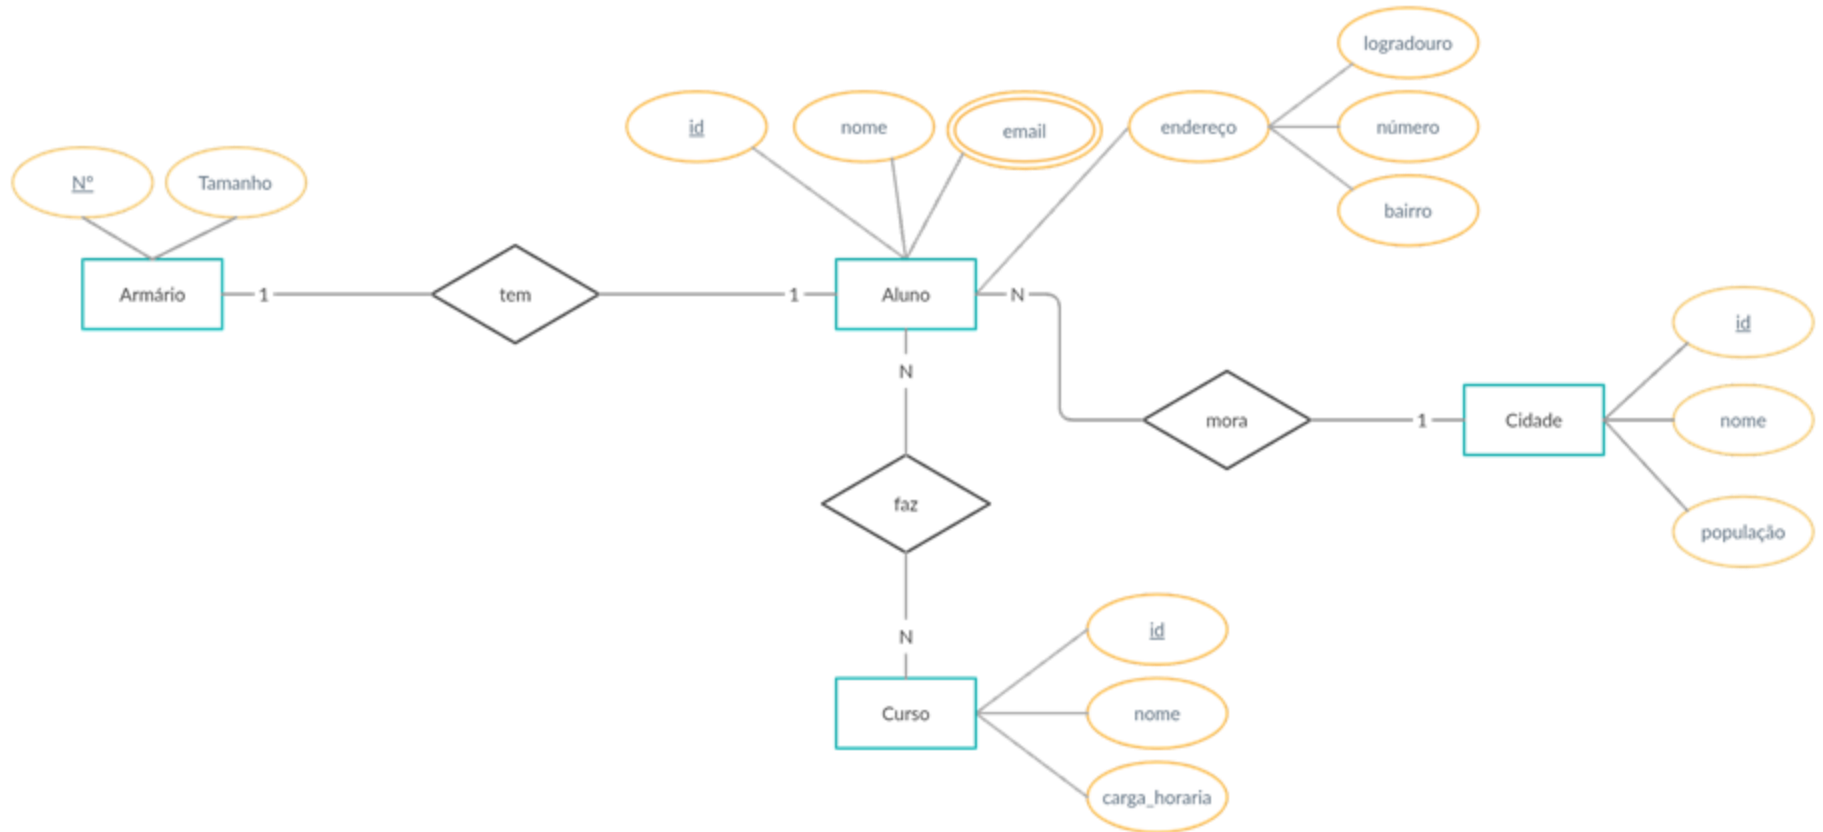 logradouro
id
nome
email
endereço
número
Nº
Tamanho
bairro
Armário
1
tem
1
Aluno
N
id
N
mora
1
Cidade
nome
faz
população
N
id
Curso
nome
carga_horaria